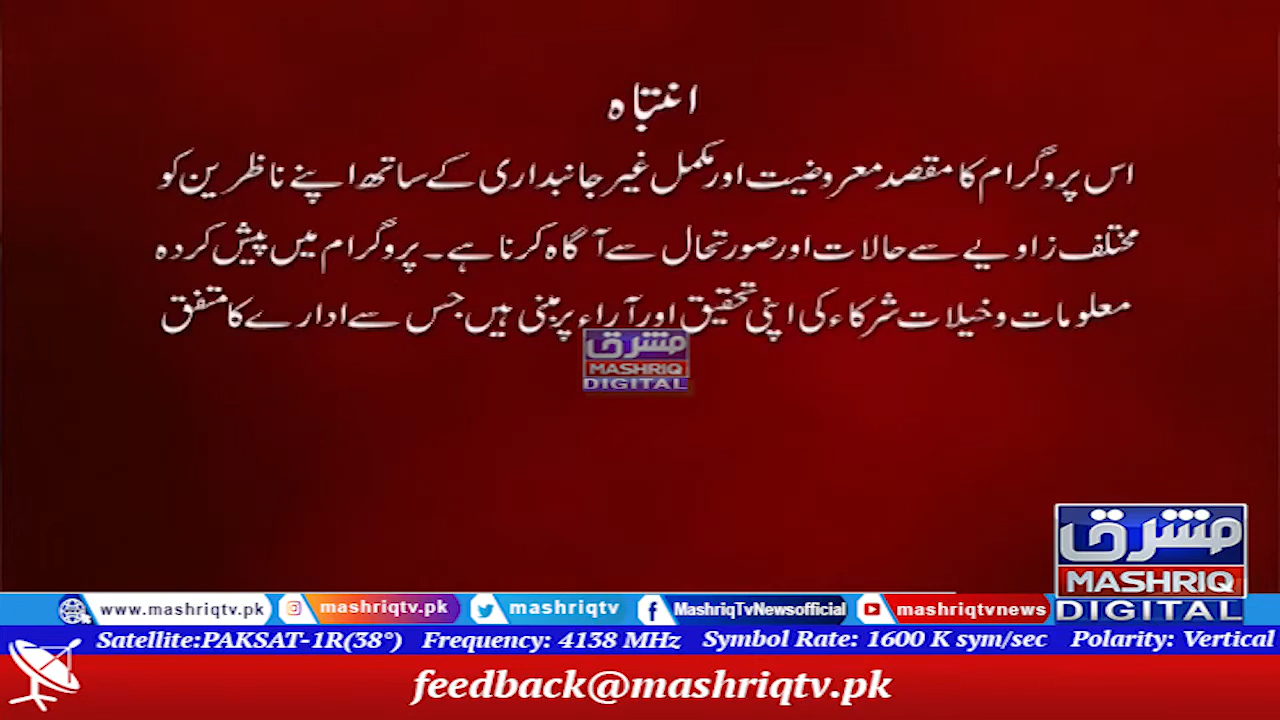 انتباہ
اس پروگرام کا مقصد معروضیت اور مکمل غیر جانبداری کے ساتھ اپنے ناظرین کو
مختلف زاویے سے حالات اور صورتحال سے آگاہ کرنا ہے۔ پروگرام میں پیش کردہ
معلومات و خیلات شرکاء کی اپنی تحقیق اور آراء پر مبنی ہیں جس سے ادارے کا متفق
مشرق
MASHRIQ
DIGITAL
مشرق
MASHRIQ
DIGITAL
www.mashriqtv.pk mashriqtv.pk mashriqtv MashriqTvNewsofficial mashriqtvnews
Satellite:PAKSAT-1R(38°) Frequency: 4138 MHz Symbol Rate: 1600 K sym/sec Polarity: Vertical
feedback@mashriqtv.pk